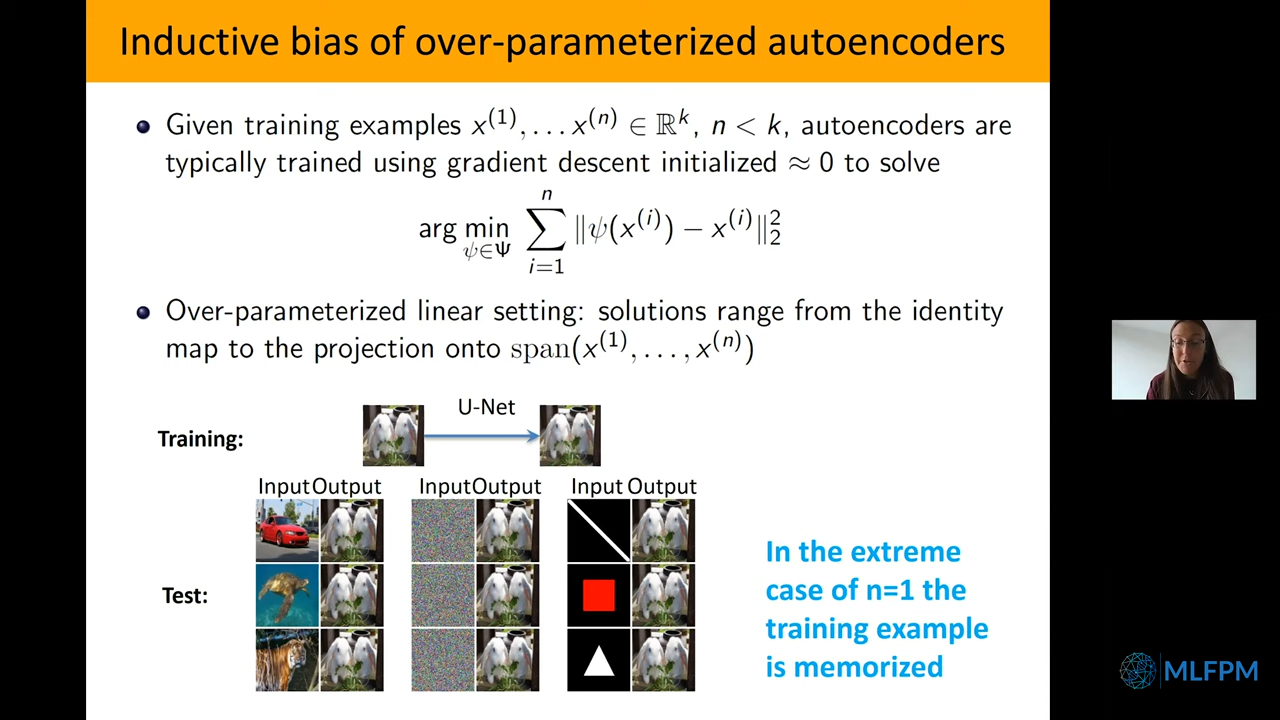 Inductive bias of over-parameterized autoencoders
Given training examples x^(1), … x^(n) ∈ ℝ^k, n < k, autoencoders are
typically trained using gradient descent initialized ≈ 0 to solve
arg min_{ψ∈Ψ} ∑_{i=1}^{n} ‖ψ(x^(i)) − x^(i)‖_2^2
Over-parameterized linear setting: solutions range from the identity
map to the projection onto span(x^(1), …, x^(n))
U-Net
Training:
Input Output Input Output Input Output
Test:
In the extreme
case of n=1 the
training example
is memorized
MLFPM